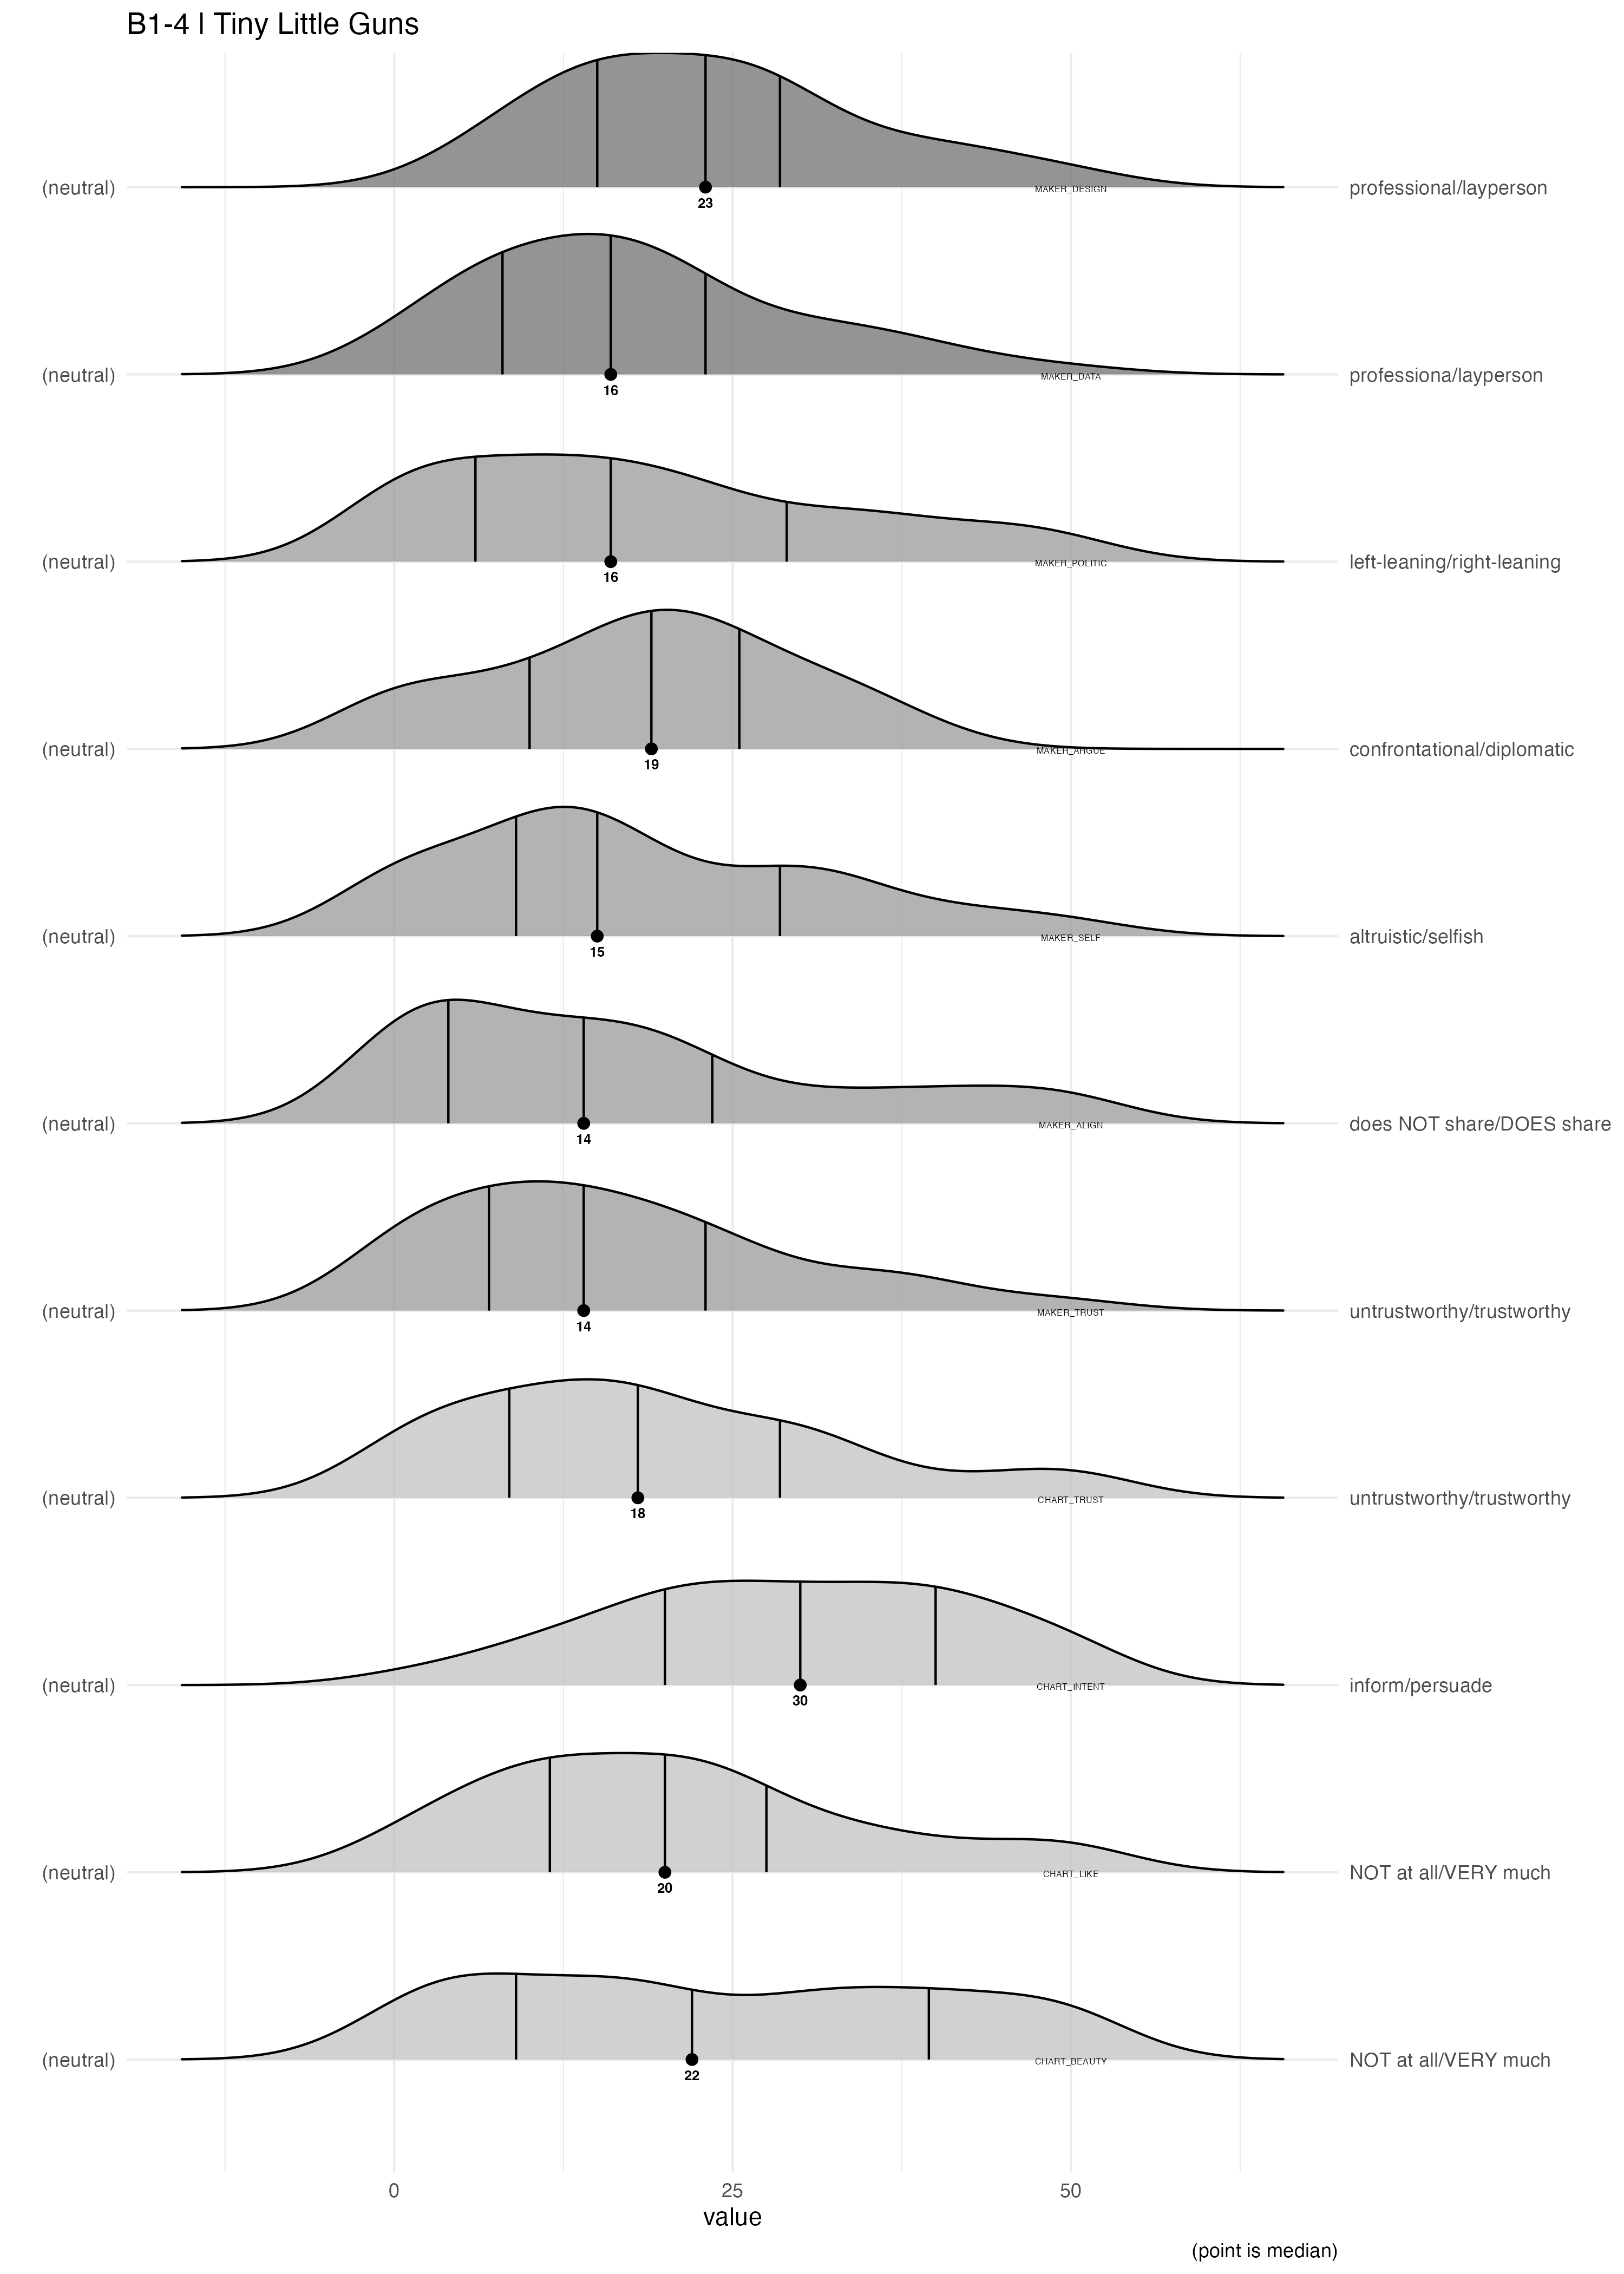 B1-4 | Tiny Little Guns
(neutral) MAKER_DESIGN professional/layperson
23
(neutral) MAKER_DATA professiona/layperson
16
(neutral) MAKER_POLITIC left-leaning/right-leaning
16
(neutral) MAKER_ARGUE confrontational/diplomatic
19
(neutral) MAKER_SELF altruistic/selfish
15
(neutral) MAKER_ALIGN does NOT share/DOES share
14
(neutral) MAKER_TRUST untrustworthy/trustworthy
14
(neutral) CHART_TRUST untrustworthy/trustworthy
18
(neutral) CHART_INTENT inform/persuade
30
(neutral) CHART_LIKE NOT at all/VERY much
20
(neutral) CHART_BEAUTY NOT at all/VERY much
22
0 25 50
value
(point is median)